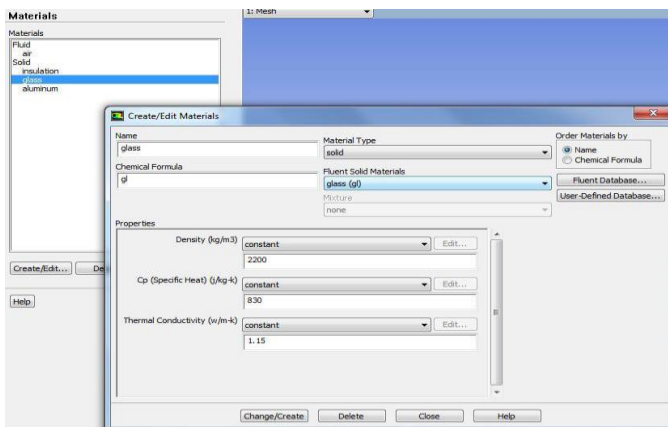 Materials
1: Mesh
Materials
Fluid
air
Solid
insulation
glass
aluminum
Create/Edit...
De
Help
Create/Edit Materials
Name
glass
Chemical Formula
gl
Material Type
solid
Fluent Solid Materials
glass (gl)
Mixture
none
Order Materials by
Name
Chemical Formula
Fluent Database...
User-Defined Database...
Properties
Density (kg/m3) constant Edit...
2200
Cp (Specific Heat) (j/kg-k) constant Edit...
830
Thermal Conductivity (w/m-k) constant Edit...
1.15
Change/Create Delete Close Help